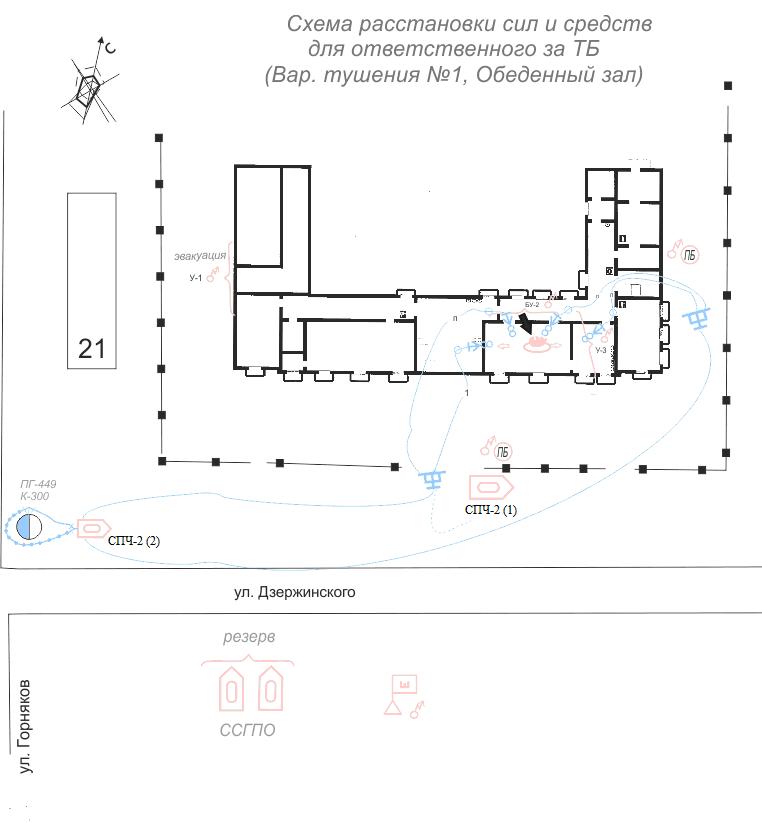 Схема расстановки сил и средств
для ответственного за ТБ
(Вар. тушения №1, Обеденный зал)
С
эвакуация
У-1
ПБ
БУ-2
П
П
П
У-3
21
1
ПБ
ПГ-449
К-300
СПЧ-2 (1)
СПЧ-2 (2)
ул. Дзержинского
резерв
Ш
ССГПО
ул. Горняков